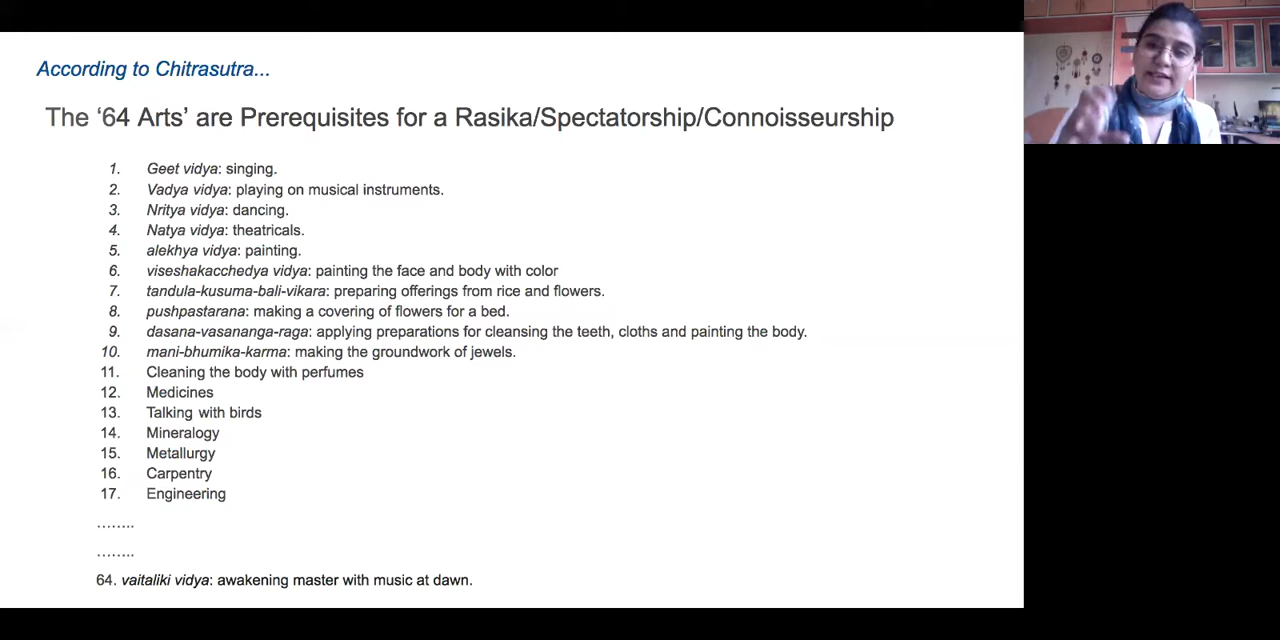 According to Chitrasutra...
The ‘64 Arts’ are Prerequisites for a Rasika/Spectatorship/Connoisseurship
1. Geet vidya: singing.
2. Vadya vidya: playing on musical instruments.
3. Nritya vidya: dancing.
4. Natya vidya: theatricals.
5. alekhya vidya: painting.
6. viseshakacchedya vidya: painting the face and body with color
7. tandula-kusuma-bali-vikara: preparing offerings from rice and flowers.
8. pushpastarana: making a covering of flowers for a bed.
9. dasana-vasananga-raga: applying preparations for cleansing the teeth, cloths and painting the body.
10. mani-bhumika-karma: making the groundwork of jewels.
11. Cleaning the body with perfumes
12. Medicines
13. Talking with birds
14. Mineralogy
15. Metallurgy
16. Carpentry
17. Engineering
........
........
64. vaitaliki vidya: awakening master with music at dawn.